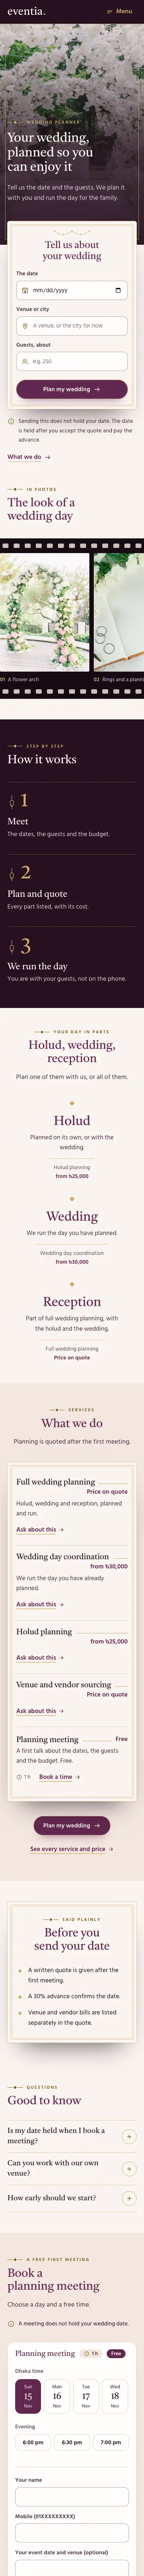 eventia.
Menu
WEDDING PLANNER
Your wedding,
planned so you
can enjoy it
Tell us the date and the guests. We plan it
with you and run the day for the family.
Tell us about
your wedding
The date
mm/dd/yyyy
Venue or city
A venue, or the city for now
Guests, about
e.g. 250
Plan my wedding
Sending this does not hold your date. The date
is held after you accept the quote and pay the
advance.
What we do
IN PHOTOS
The look of a
wedding day
01 A flower arch
02 Rings and a plann
STEP BY STEP
How it works
1
Meet
The dates, the guests and the budget.
2
Plan and quote
Every part listed, with its cost.
3
We run the day
You are with your guests, not on the phone.
YOUR DAY IN PARTS
Holud, wedding,
reception
Plan one of them with us, or all of them.
Holud
Planned on its own, or with the
wedding.
Holud planning
from ৳25,000
Wedding
We run the day you have planned.
Wedding day coordination
from ৳30,000
Reception
Part of full wedding planning, with
the holud and the wedding.
Full wedding planning
Price on quote
SERVICES
What we do
Planning is quoted after the first meeting.
Full wedding planning
Price on quote
Holud, wedding and reception, planned
and run.
Ask about this
Wedding day coordination
from ৳30,000
We run the day you have already
planned.
Ask about this
Holud planning
from ৳25,000
Ask about this
Venue and vendor sourcing
Price on quote
Ask about this
Planning meeting
Free
A first talk about the dates, the guests
and the budget. Free.
1 h
Book a time
Plan my wedding
See every service and price
SAID PLAINLY
Before you
send your date
A written quote is given after the
first meeting.
A 30% advance confirms the date.
Venue and vendor bills are listed
separately in the quote.
QUESTIONS
Good to know
Is my date held when I book a
meeting?
Can you work with our own
venue?
How early should we start?
A FREE FIRST MEETING
Book a
planning meeting
Choose a day and a free time.
A meeting does not hold your wedding date.
Planning meeting
1 h
Free
Dhaka time
Sun
15
Nov
Mon
16
Nov
Tue
17
Nov
Wed
18
Nov
Evening
6:00 pm
6:30 pm
7:00 pm
Your name
Mobile (01XXXXXXXXX)
Your event date and venue (optional)